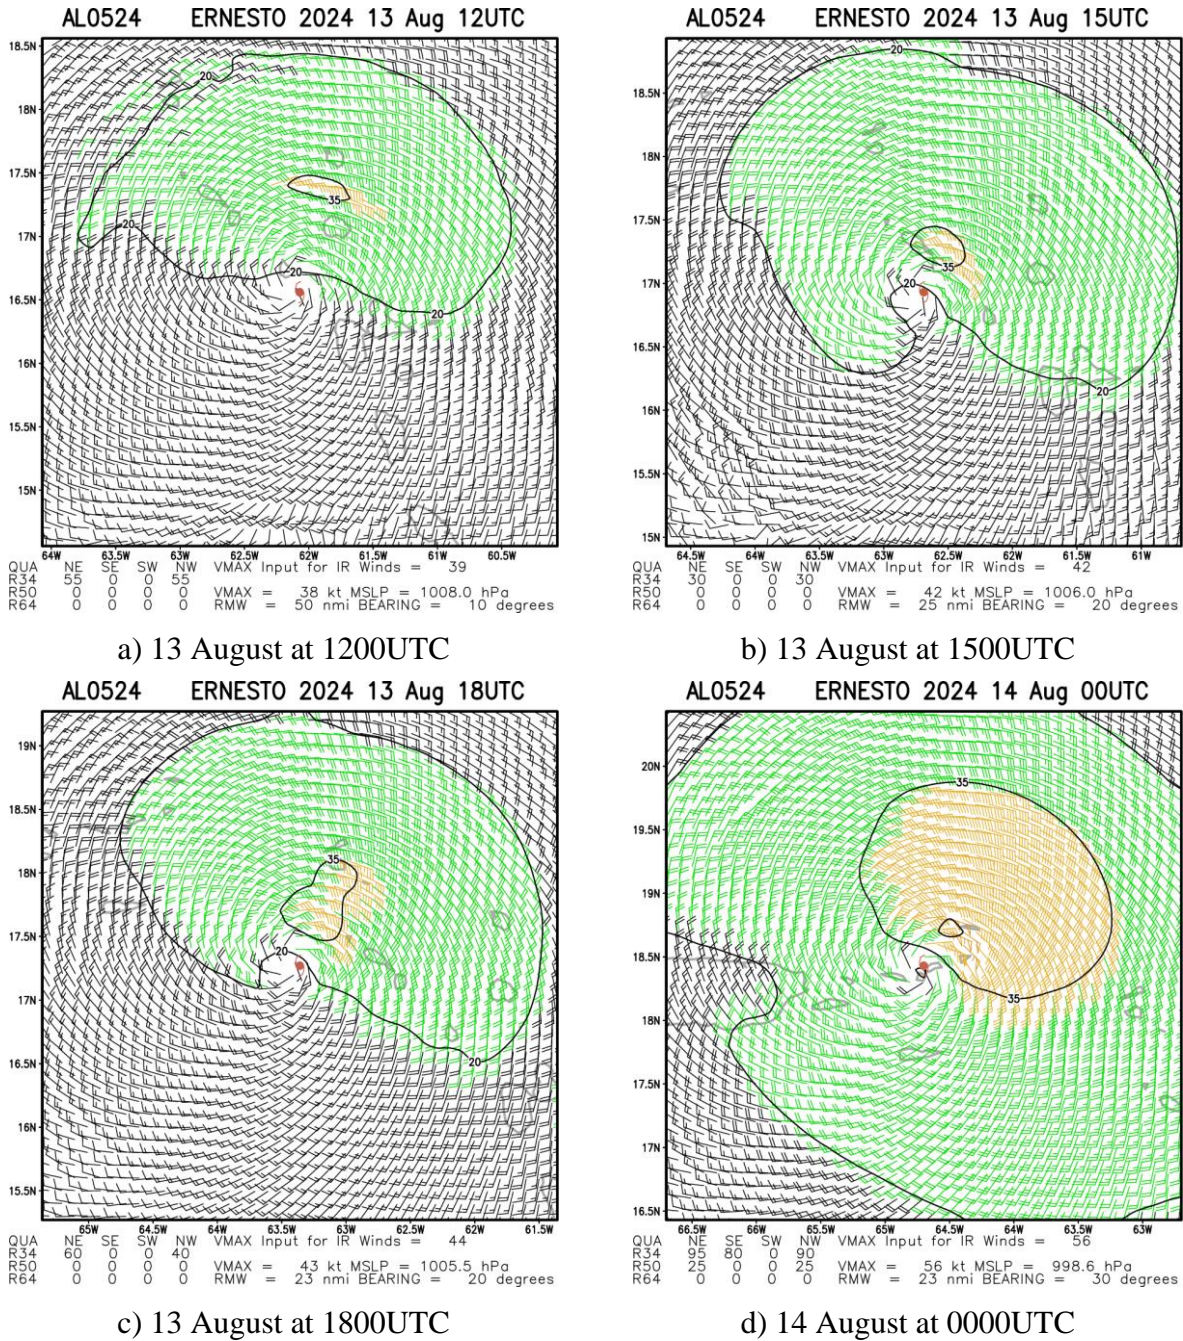 AL0524 ERNESTO 2024 13 Aug 12UTC
18.5N
18N
17.5N
17N
16.5N
16N
15.5N
15N
20
35
20
20
20
64W 63.5W 63W 62.5W 62W 61.5W 61W 60.5W
QUA NE SE SW NW VMAX Input for IR Winds = 39
R34 55 0 0 55
R50 0 0 0 0 VMAX = 38 kt MSLP = 1008.0 hPa
R64 0 0 0 0 RMW = 50 nmi BEARING = 10 degrees
a) 13 August at 1200UTC
AL0524 ERNESTO 2024 13 Aug 15UTC
18.5N
18N
17.5N
17N
16.5N
16N
15.5N
15N
20
35
20
20
64.5W 64W 63.5W 63W 62.5W 62W 61.5W 61W
QUA NE SE SW NW VMAX Input for IR Winds = 42
R34 30 0 0 30
R50 0 0 0 0 VMAX = 42 kt MSLP = 1006.0 hPa
R64 0 0 0 0 RMW = 25 nmi BEARING = 20 degrees
b) 13 August at 1500UTC
AL0524 ERNESTO 2024 13 Aug 18UTC
19N
18.5N
18N
17.5N
17N
16.5N
16N
15.5N
35
20
20
65W 64.5W 64W 63.5W 63W 62.5W 62W 61.5W
QUA NE SE SW NW VMAX Input for IR Winds = 44
R34 60 0 0 40
R50 0 0 0 0 VMAX = 43 kt MSLP = 1005.5 hPa
R64 0 0 0 0 RMW = 23 nmi BEARING = 20 degrees
c) 13 August at 1800UTC
AL0524 ERNESTO 2024 14 Aug 00UTC
20N
19.5N
19N
18.5N
18N
17.5N
17N
16.5N
35
35
66.5W 66W 65.5W 65W 64.5W 64W 63.5W 63W
QUA NE SE SW NW VMAX Input for IR Winds = 56
R34 95 80 0 90
R50 25 0 0 25 VMAX = 56 kt MSLP = 998.6 hPa
R64 0 0 0 0 RMW = 23 nmi BEARING = 30 degrees
d) 14 August at 0000UTC